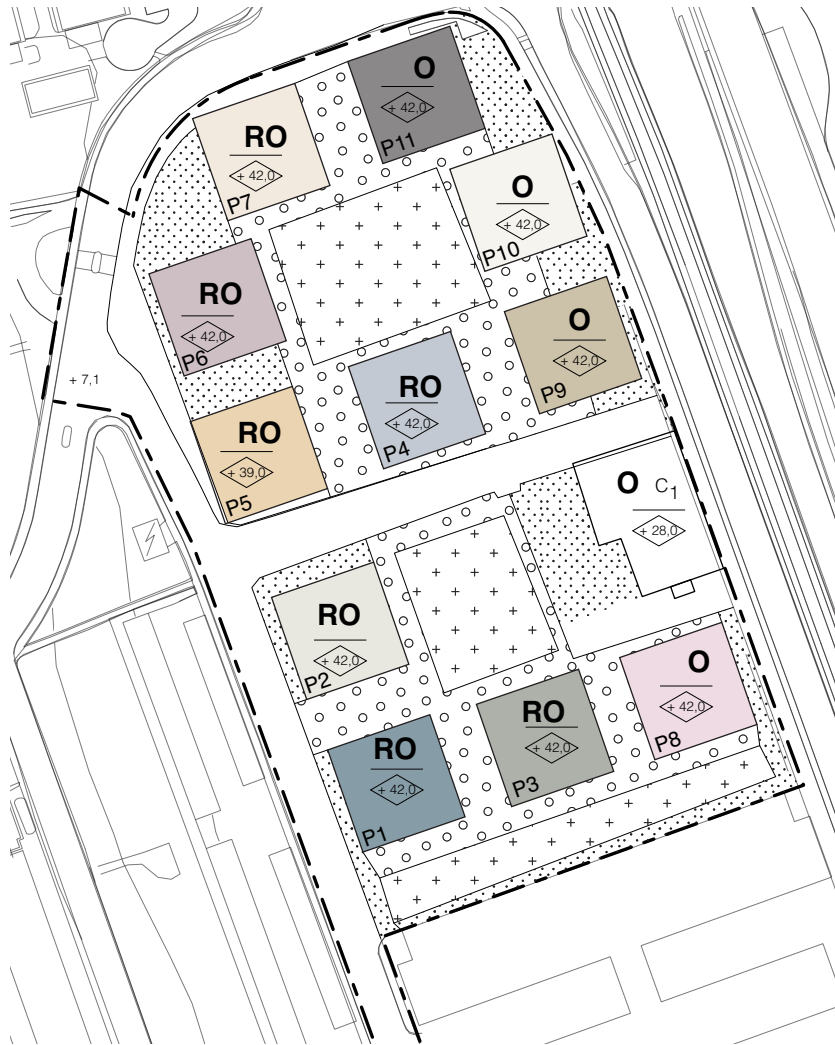 O
+ 42,0
P11
RO
+ 42,0
P7
O
+ 42,0
P10
RO
+ 42,0
P6
O
+ 42,0
P9
+ 7,1
RO
+ 42,0
P4
RO
+ 39,0
P5
O C1
+ 28,0
RO
+ 42,0
P2
O
+ 42,0
P8
RO
+ 42,0
P3
RO
+ 42,0
P1